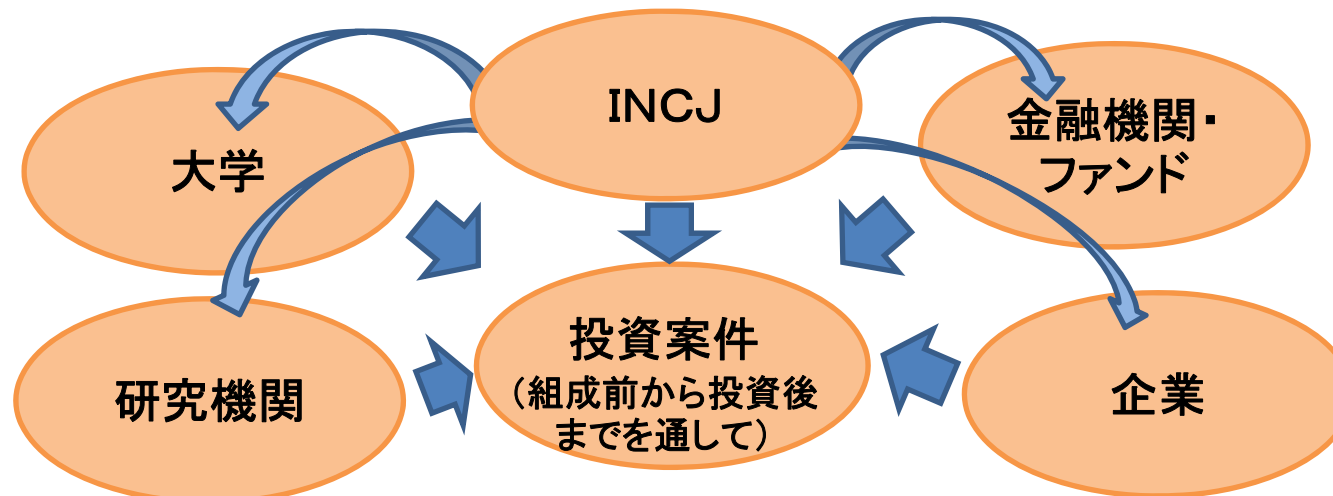 INCJ
大学
金融機関・
ファンド
研究機関
投資案件
(組成前から投資後
までを通して)
企業